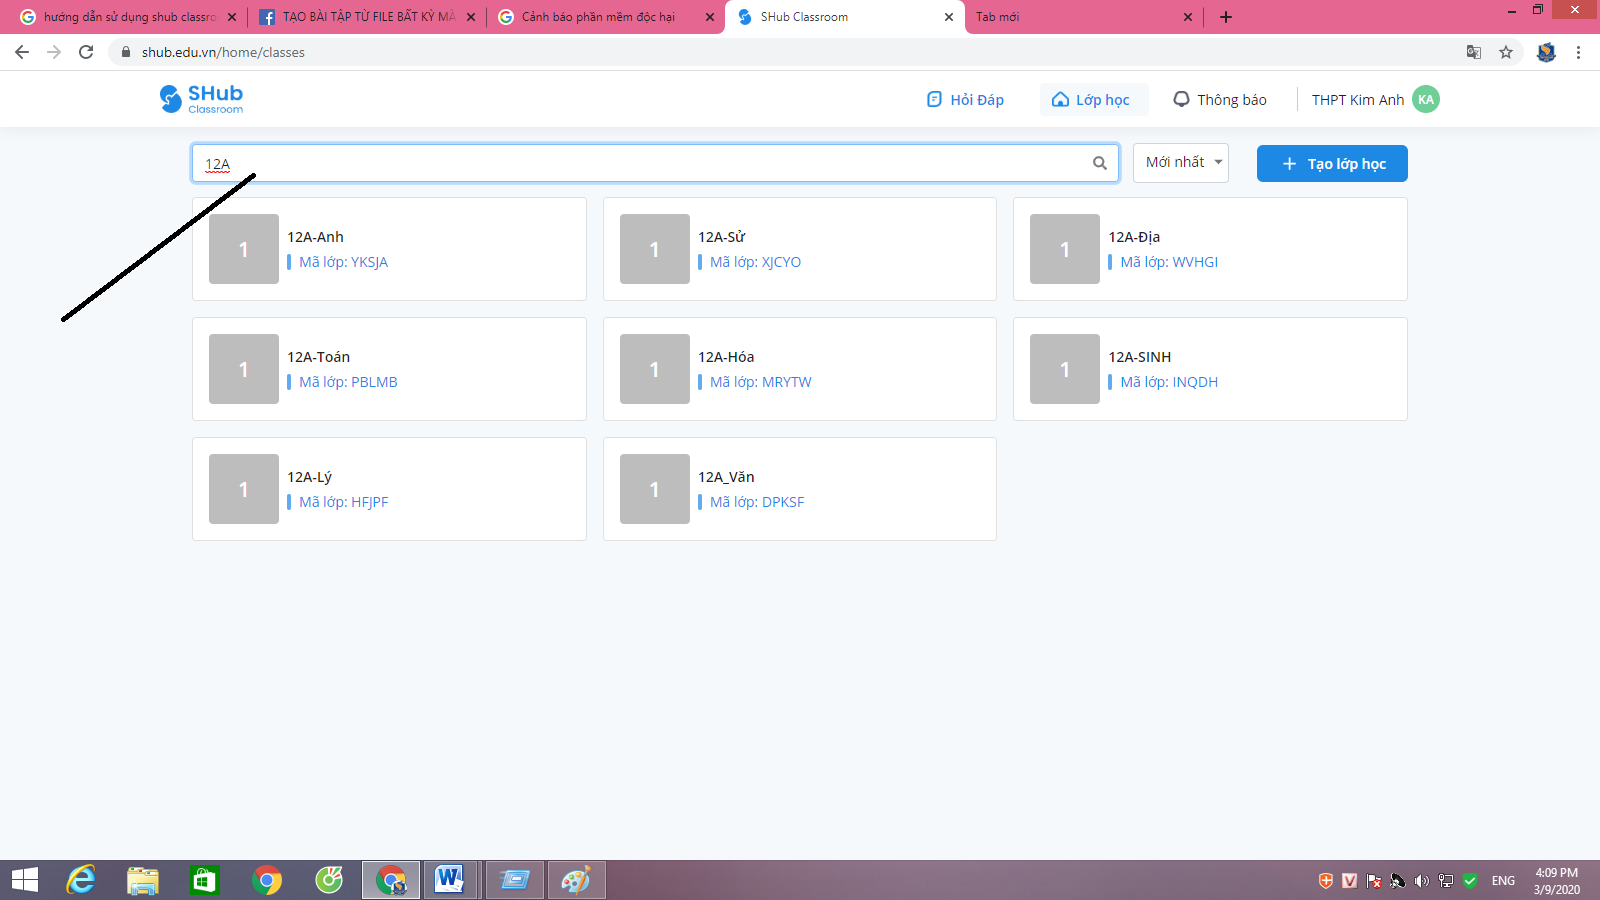 hướng dẫn sử dụng shub classro
TẠO BÀI TẬP TỪ FILE BẤT KỲ MÀ
Cảnh báo phần mềm độc hại
SHub Classroom
Tab mới
shub.edu.vn/home/classes
SHub
Classroom
Hỏi Đáp
Lớp học
Thông báo
THPT Kim Anh
KA
12A
Mới nhất
Tạo lớp học
1
12A-Anh
Mã lớp: YKSJA
1
12A-Sử
Mã lớp: XJCYO
1
12A-Địa
Mã lớp: WVHGI
1
12A-Toán
Mã lớp: PBLMB
1
12A-Hóa
Mã lớp: MRYTW
1
12A-SINH
Mã lớp: INQDH
1
12A-Lý
Mã lớp: HFJPF
1
12A_Văn
Mã lớp: DPKSF
ENG
4:09 PM
3/9/2020